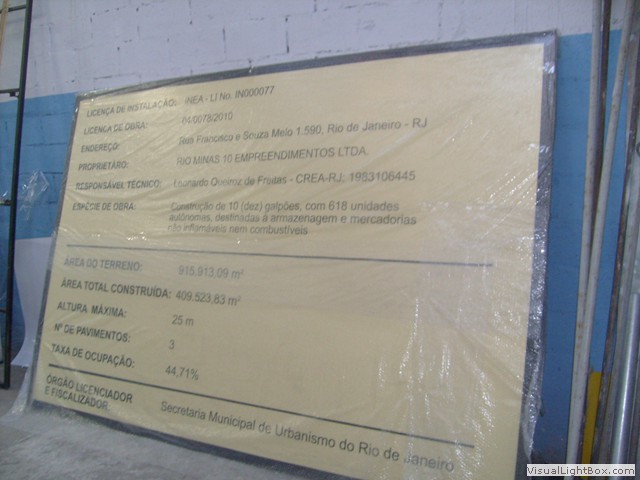 LICENÇA DE INSTALAÇÃO: INEA - LI No. IN000077
LICENÇA DE OBRA: 04/0078/2010
ENDEREÇO: Rua Francisco e Souza Melo 1.590, Rio de Janeiro - RJ
PROPRIETÁRO: RIO MINAS 10 EMPREENDIMENTOS LTDA.
RESPONSÁVEL TÉCNICO: Leonardo Queiroz de Freitas - CREA-RJ. 1983106445
ESPÉCIE DE OBRA: Construção de 10 (dez) galpões, com 618 unidades
autônomas, destinadas à armazenagem e mercadorias
não inflamáveis nem combustíveis
ÁREA DO TERRENO: 915.913,09 m²
ÁREA TOTAL CONSTRUÍDA: 409.523,83 m²
ALTURA MÁXIMA: 25 m
Nº DE PAVIMENTOS: 3
TAXA DE OCUPAÇÃO: 44,71%
ÓRGÃO LICENCIADOR
E FISCALIZADOR. Secretaria Municipal de Urbanismo do Rio de Janeiro
VisualLightBox.com